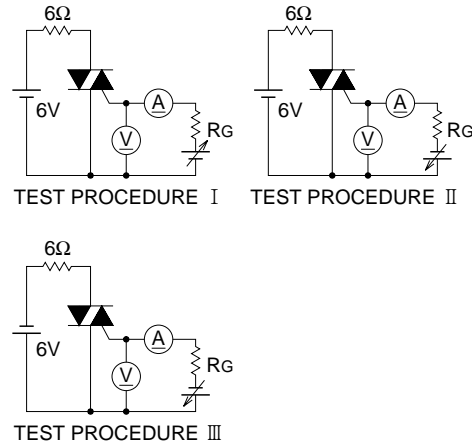 6Ω
6V
A
V
RG
TEST PROCEDURE Ⅰ
6Ω
6V
A
V
RG
TEST PROCEDURE Ⅱ
6Ω
6V
A
V
RG
TEST PROCEDURE Ⅲ